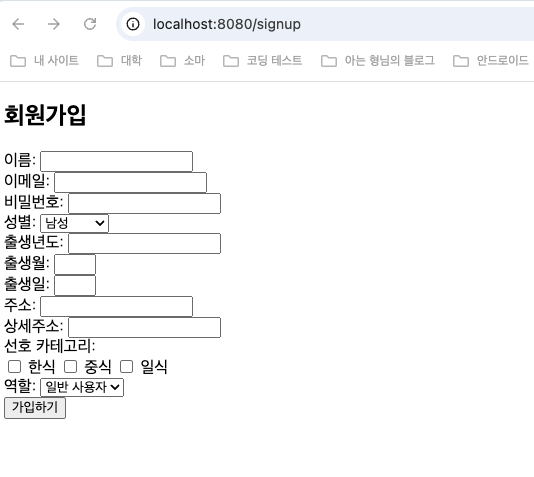 localhost:8080/signup
내 사이트 대학 소마 코딩 테스트 아는 형님의 블로그 안드로이드
회원가입
이름:
이메일:
비밀번호:
성별: 남성
출생년도:
출생월:
출생일:
주소:
상세주소:
선호 카테고리:
한식 중식 일식
역할: 일반 사용자
가입하기